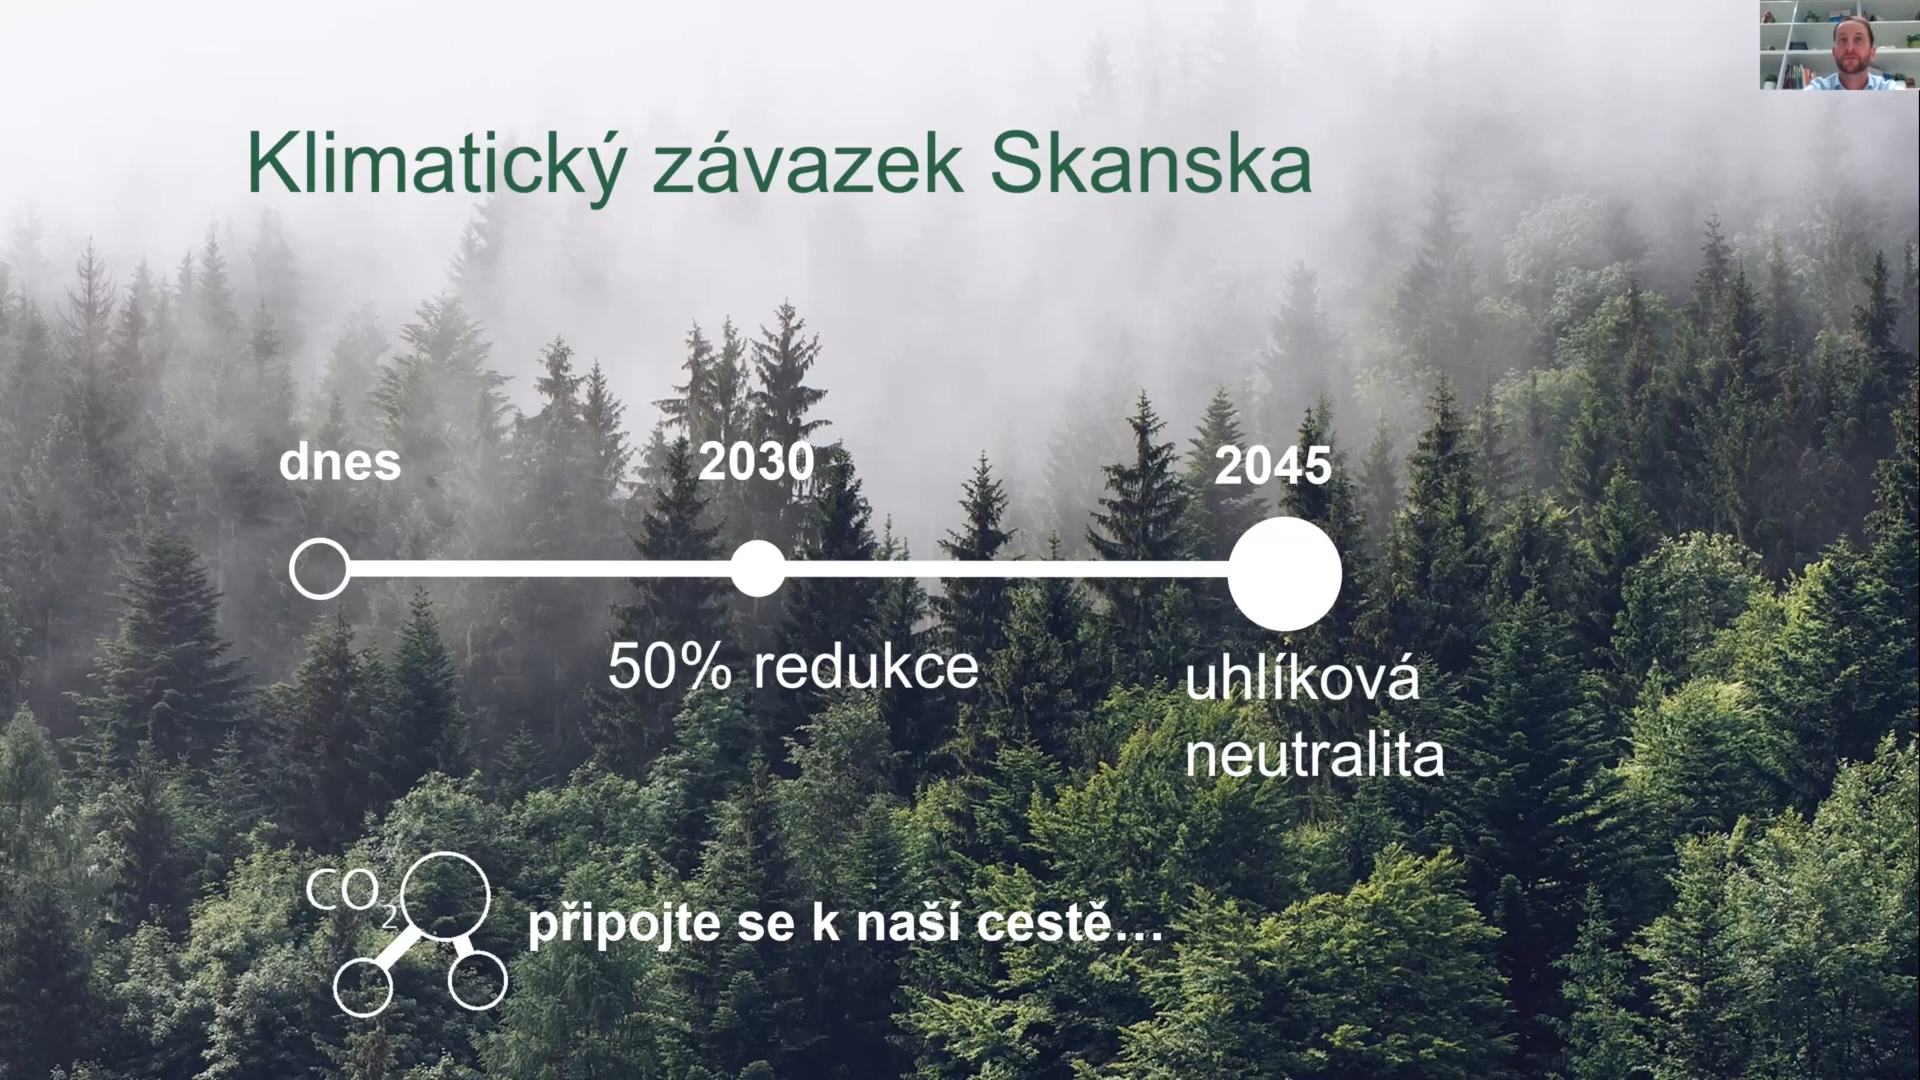 Klimatický závazek Skanska
dnes
2030
2045
50% redukce
uhlíková
neutralita
CO2
připojte se k naší cestě…